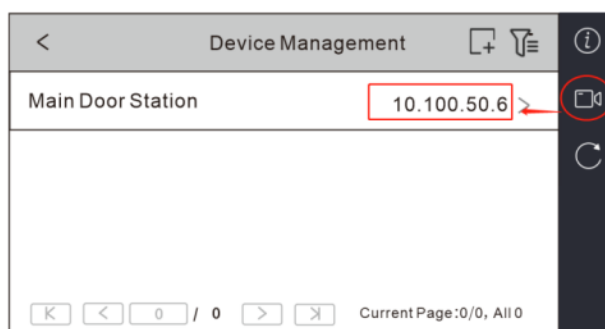 < Device Management
Main Door Station 10.100.50.6 >
K < 0 / 0 > Current Page:0/0, All 0